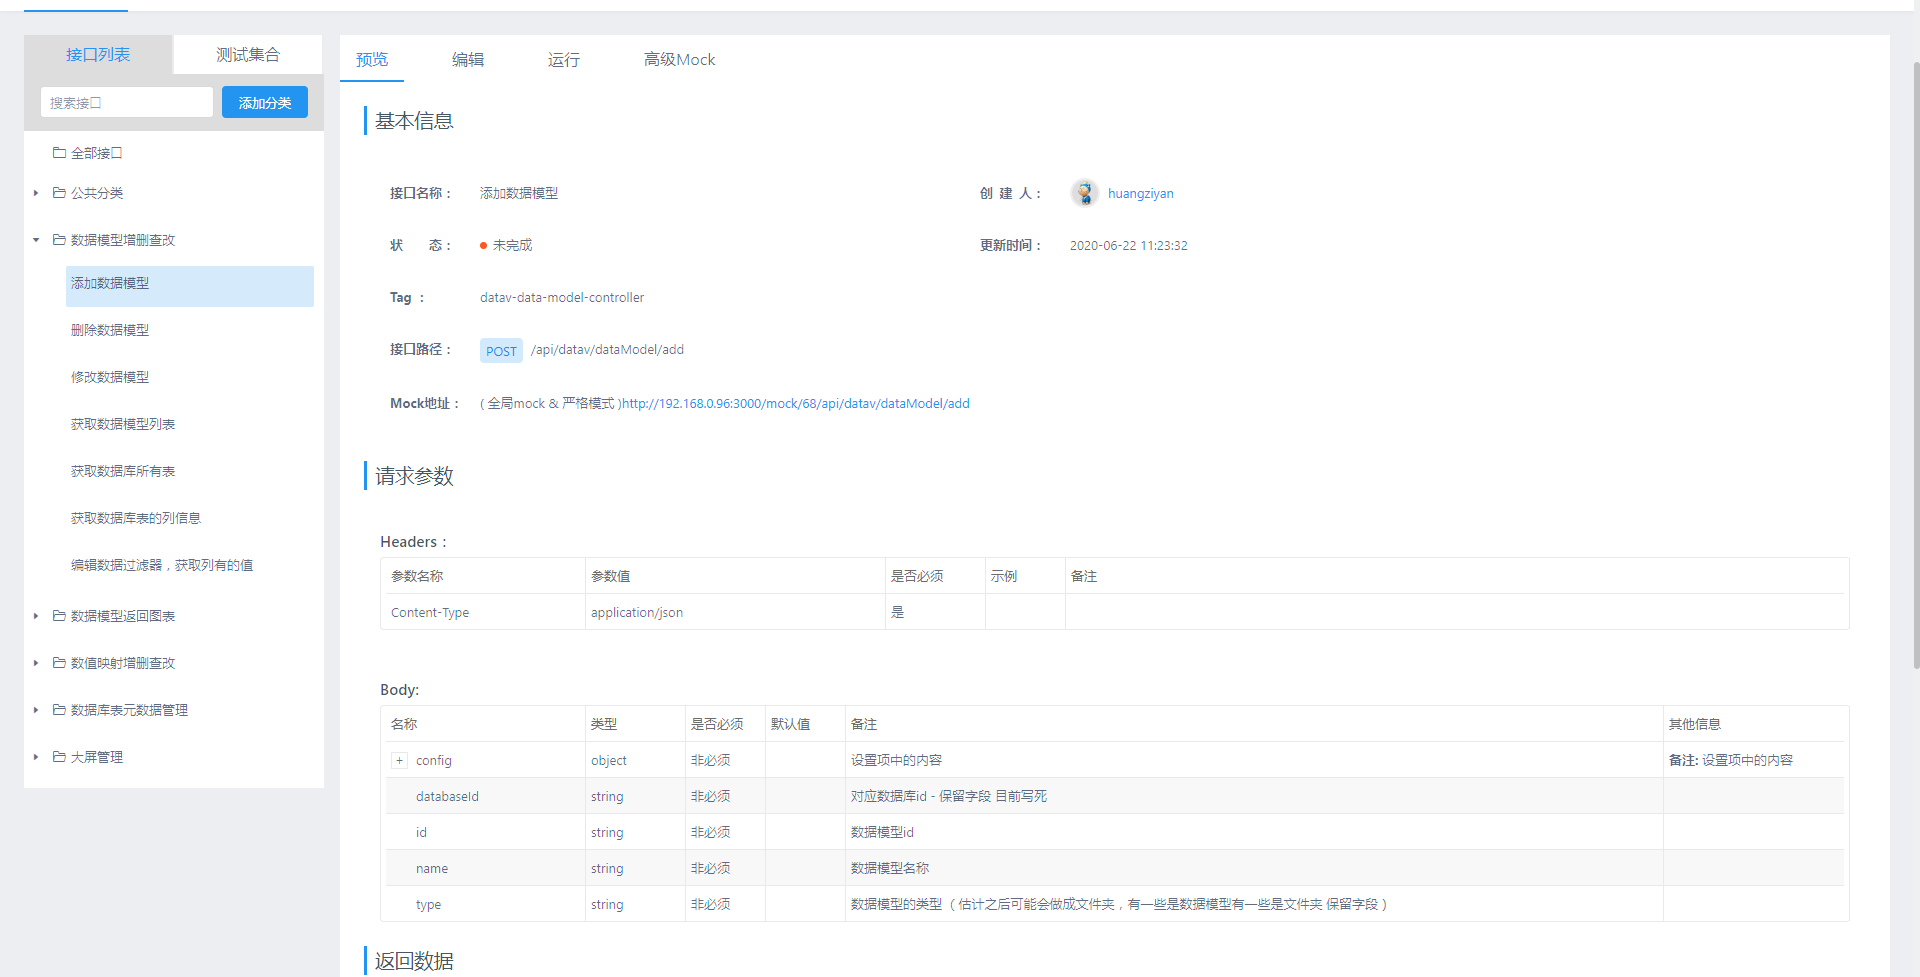 接口列表
测试集合
搜索接口
添加分类
全部接口
公共分类
数据模型增删查改
添加数据模型
删除数据模型
修改数据模型
获取数据模型列表
获取数据库所有表
获取数据库表的列信息
编辑数据过滤器，获取列有的值
数据模型返回图表
数值映射增删查改
数据库表元数据管理
大屏管理
预览 编辑 运行 高级Mock
基本信息
接口名称： 添加数据模型 创 建 人： huangziyan
状 态： 未完成 更新时间： 2020-06-22 11:23:32
Tag ： datav-data-model-controller
接口路径： POST /api/datav/dataModel/add
Mock地址： ( 全局mock & 严格模式 )http://192.168.0.96:3000/mock/68/api/datav/dataModel/add
请求参数
Headers：
参数名称 参数值 是否必须 示例 备注
Content-Type application/json 是
Body:
名称 类型 是否必须 默认值 备注 其他信息
+ config object 非必须 设置项中的内容 备注: 设置项中的内容
databaseId string 非必须 对应数据库id - 保留字段 目前写死
id string 非必须 数据模型id
name string 非必须 数据模型名称
type string 非必须 数据模型的类型 （ 估计之后可能会做成文件夹，有一些是数据模型有一些是文件夹 保留字段 ）
返回数据